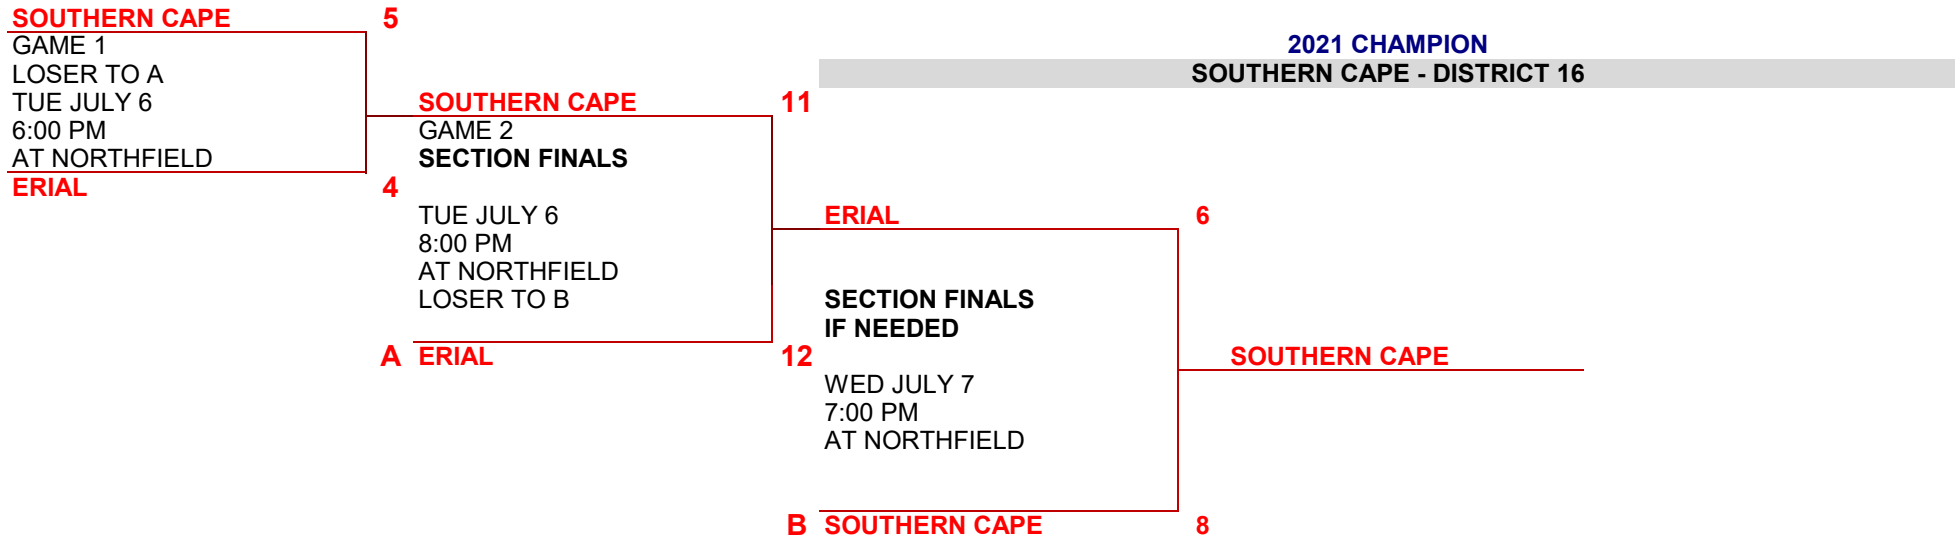 SOUTHERN CAPE 5
GAME 1
LOSER TO A
TUE JULY 6
6:00 PM
AT NORTHFIELD
ERIAL 4
2021 CHAMPION
SOUTHERN CAPE - DISTRICT 16
SOUTHERN CAPE 11
GAME 2
SECTION FINALS
TUE JULY 6
8:00 PM
AT NORTHFIELD
LOSER TO B
A ERIAL 12
ERIAL 6
SECTION FINALS
IF NEEDED
WED JULY 7
7:00 PM
AT NORTHFIELD
B SOUTHERN CAPE 8
SOUTHERN CAPE